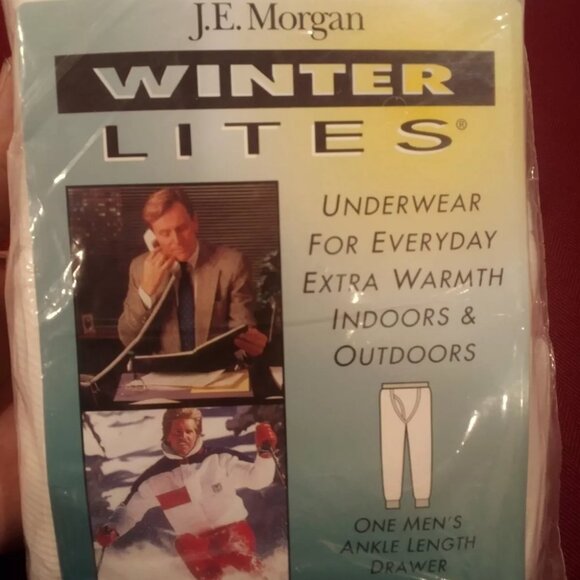 J.E. Morgan
WINTER
LITES®
UNDERWEAR
FOR EVERYDAY
EXTRA WARMTH
INDOORS &
OUTDOORS
ONE MEN'S
ANKLE LENGTH
DRAWER